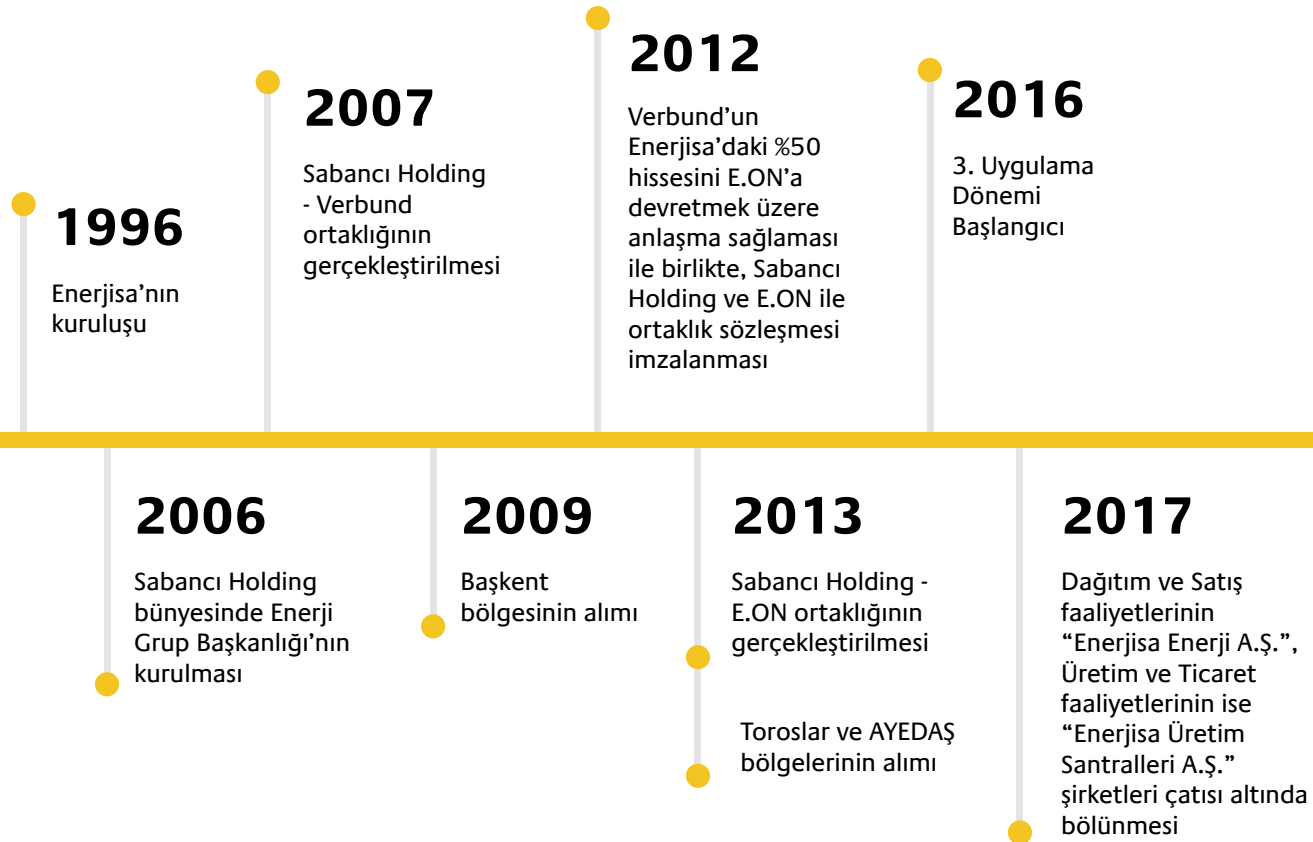 1996
Enerjisa’nın
kuruluşu
2006
Sabancı Holding
bünyesinde Enerji
Grup Başkanlığı’nın
kurulması
2007
Sabancı Holding
- Verbund
ortaklığının
gerçekleştirilmesi
2009
Başkent
bölgesinin alımı
2012
Verbund’un
Enerjisa’daki %50
hissesini E.ON’a
devretmek üzere
anlaşma sağlaması
ile birlikte, Sabancı
Holding ve E.ON ile
ortaklık sözleşmesi
imzalanması
2013
Sabancı Holding -
E.ON ortaklığının
gerçekleştirilmesi
Toroslar ve AYEDAŞ
bölgelerinin alımı
2016
3. Uygulama
Dönemi
Başlangıcı
2017
Dağıtım ve Satış
faaliyetlerinin
“Enerjisa Enerji A.Ş.”,
Üretim ve Ticaret
faaliyetlerinin ise
“Enerjisa Üretim
Santralleri A.Ş.”
şirketleri çatısı altında
bölünmesi